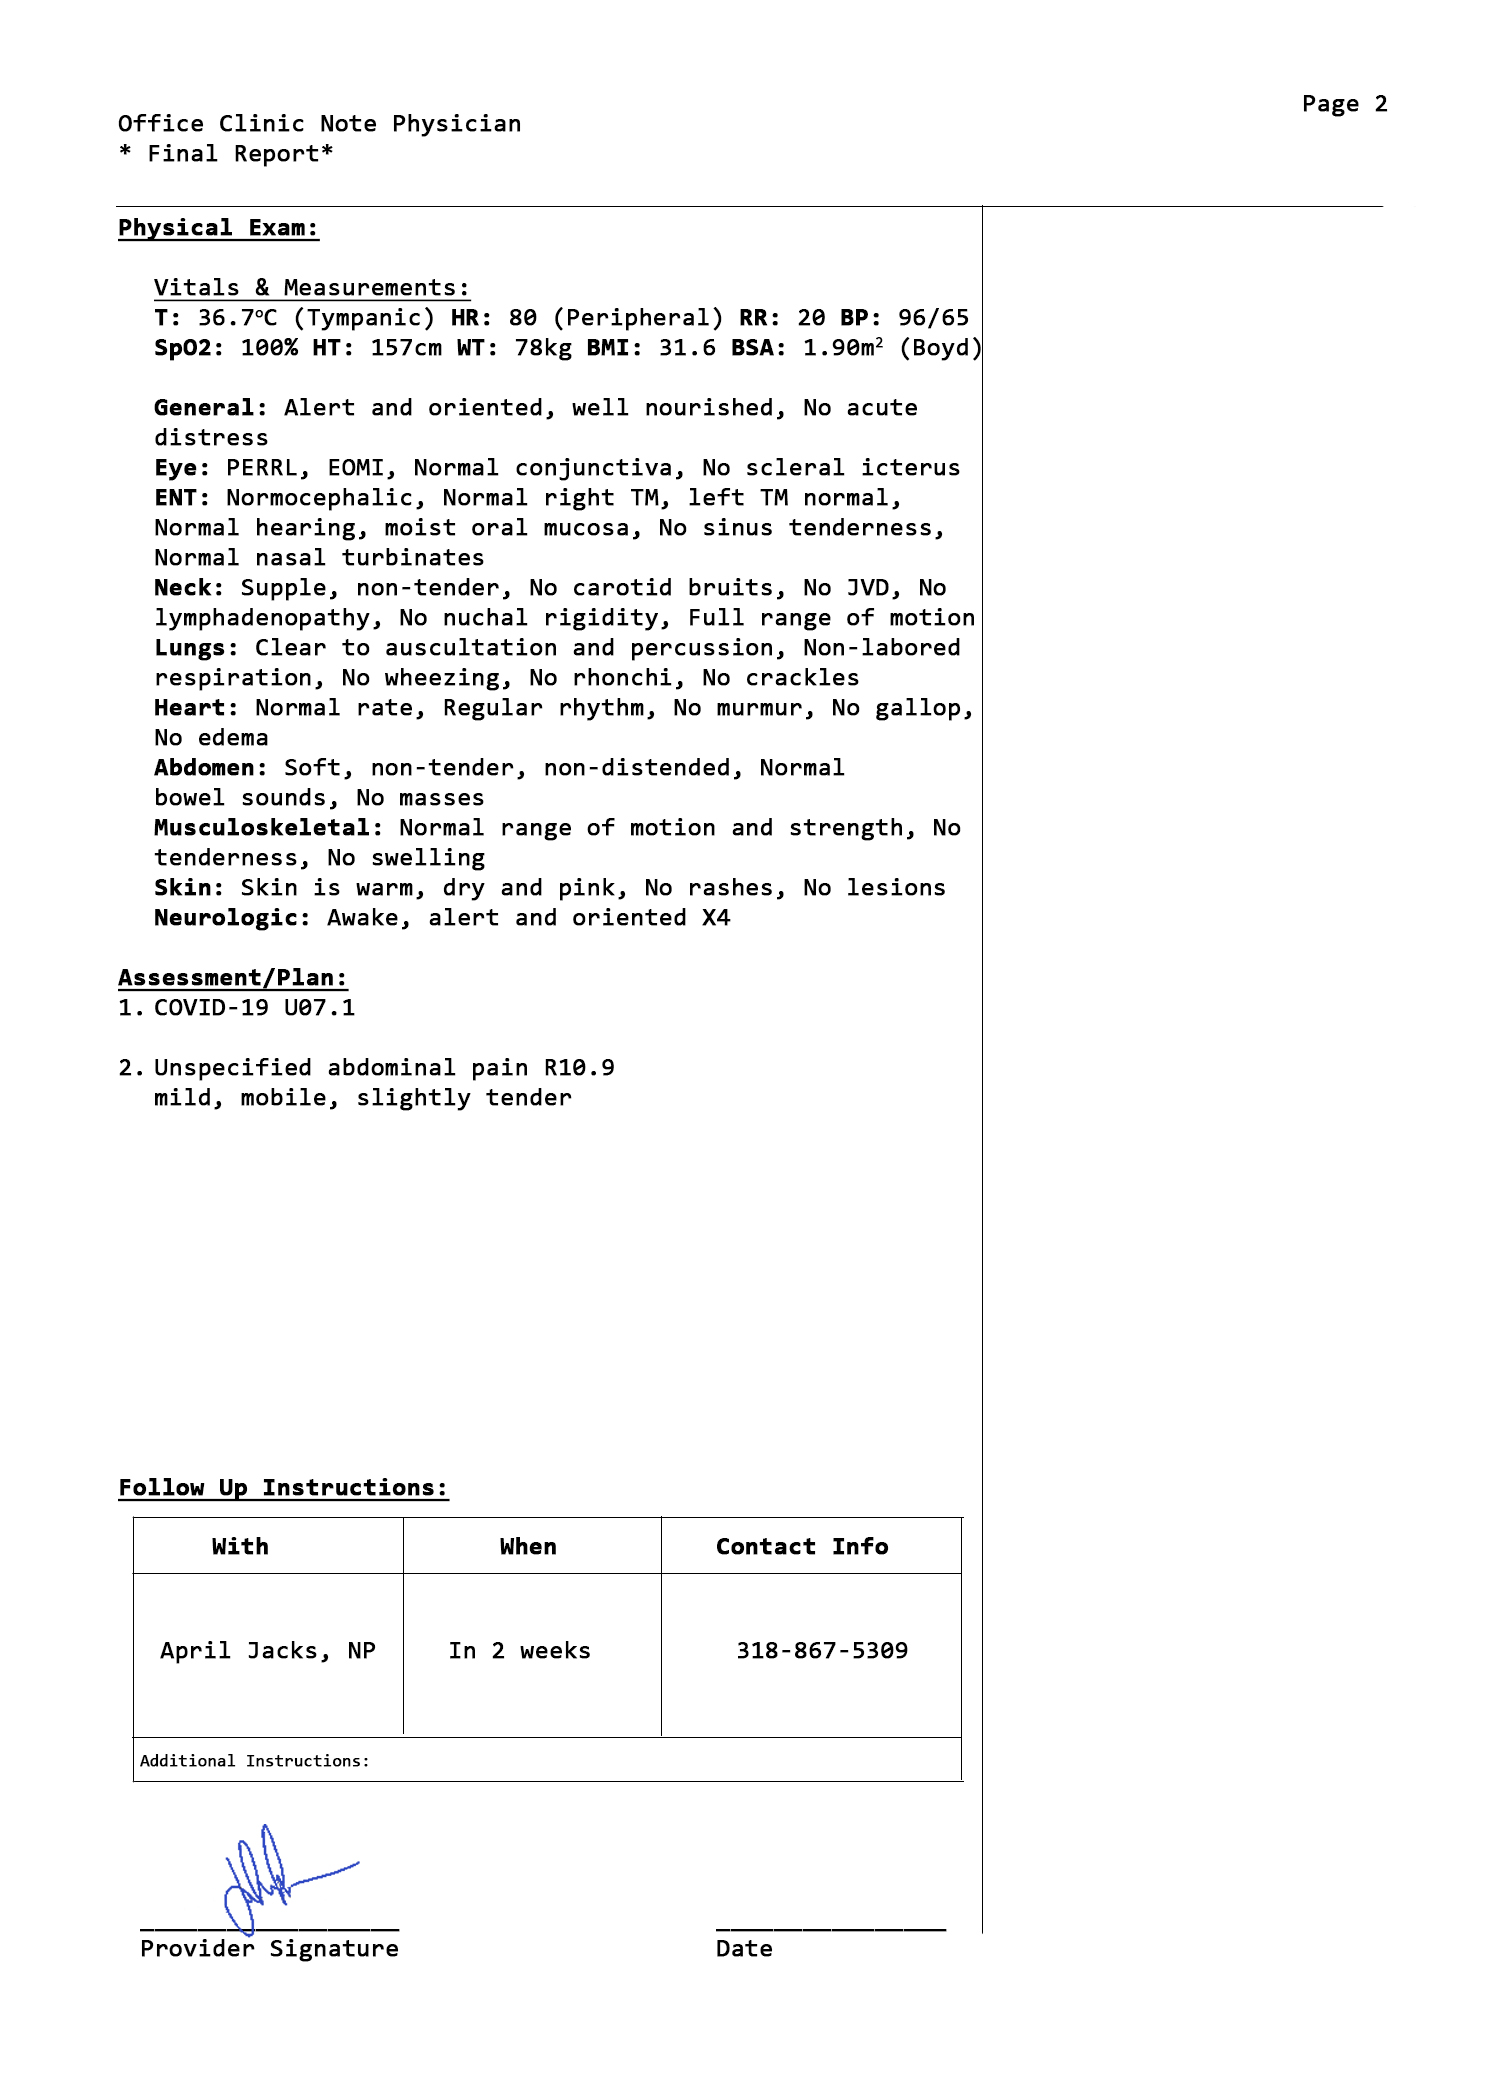 Page 2
Office Clinic Note Physician
* Final Report*
Physical Exam:
Vitals & Measurements:
T: 36.7°C (Tympanic) HR: 80 (Peripheral) RR: 20 BP: 96/65
SpO2: 100% HT: 157cm WT: 78kg BMI: 31.6 BSA: 1.90m² (Boyd)
General: Alert and oriented, well nourished, No acute
distress
Eye: PERRL, EOMI, Normal conjunctiva, No scleral icterus
ENT: Normocephalic, Normal right TM, left TM normal,
Normal hearing, moist oral mucosa, No sinus tenderness,
Normal nasal turbinates
Neck: Supple, non-tender, No carotid bruits, No JVD, No
lymphadenopathy, No nuchal rigidity, Full range of motion
Lungs: Clear to auscultation and percussion, Non-labored
respiration, No wheezing, No rhonchi, No crackles
Heart: Normal rate, Regular rhythm, No murmur, No gallop,
No edema
Abdomen: Soft, non-tender, non-distended, Normal
bowel sounds, No masses
Musculoskeletal: Normal range of motion and strength, No
tenderness, No swelling
Skin: Skin is warm, dry and pink, No rashes, No lesions
Neurologic: Awake, alert and oriented X4
Assessment/Plan:
1. COVID-19 U07.1
2. Unspecified abdominal pain R10.9
mild, mobile, slightly tender
Follow Up Instructions:
With When Contact Info
April Jacks, NP In 2 weeks 318-867-5309
Additional Instructions:
Provider Signature Date